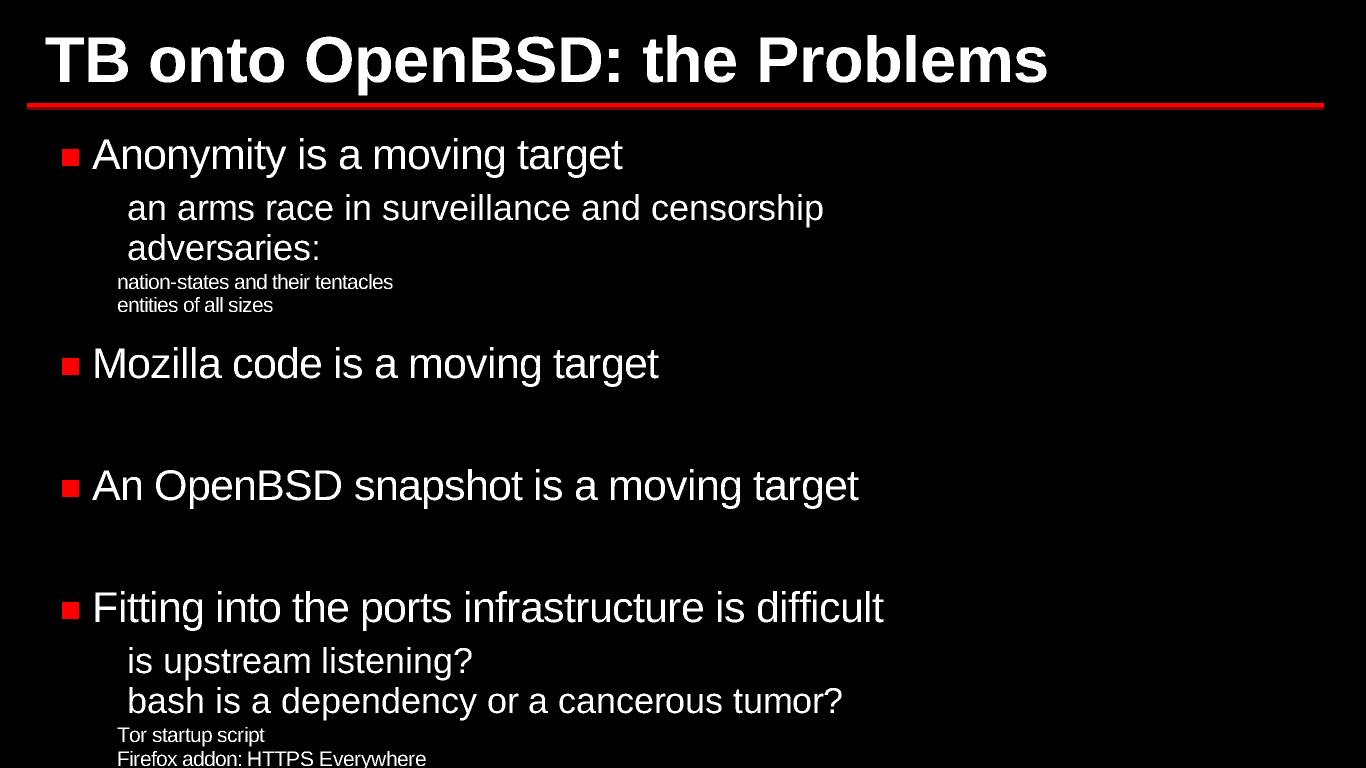 TB onto OpenBSD: the Problems
Anonymity is a moving target
an arms race in surveillance and censorship
adversaries:
nation-states and their tentacles
entities of all sizes
Mozilla code is a moving target
An OpenBSD snapshot is a moving target
Fitting into the ports infrastructure is difficult
is upstream listening?
bash is a dependency or a cancerous tumor?
Tor startup script
Firefox addon: HTTPS Everywhere